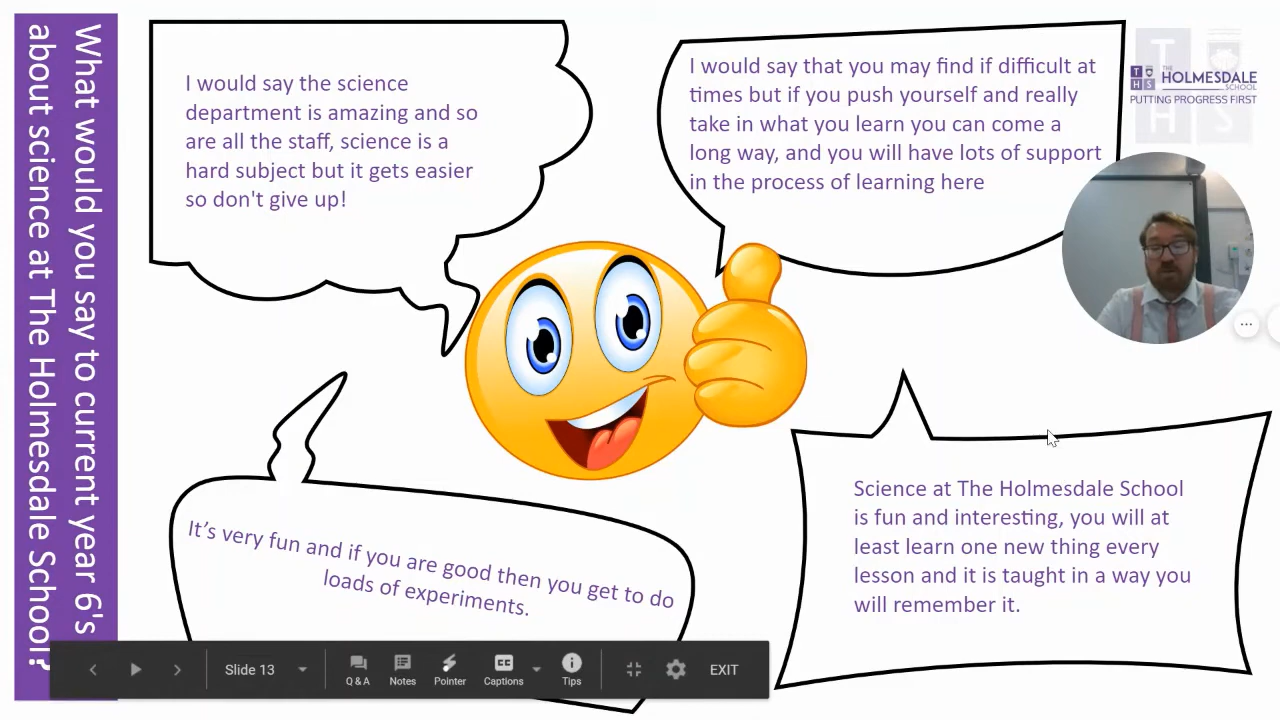 What would you say to current year 6's
about science at The Holmesdale School?
I would say the science
department is amazing and so
are all the staff, science is a
hard subject but it gets easier
so don't give up!
I would say that you may find if difficult at
times but if you push yourself and really
take in what you learn you can come a
long way, and you will have lots of support
in the process of learning here
T
H S
THE
HOLMESDALE
SCHOOL
PUTTING PROGRESS FIRST
It's very fun and if you are good then you get to do
loads of experiments.
Science at The Holmesdale School
is fun and interesting, you will at
least learn one new thing every
lesson and it is taught in a way you
will remember it.
Slide 13
Q & A
Notes
Pointer
CC
Captions
Tips
EXIT